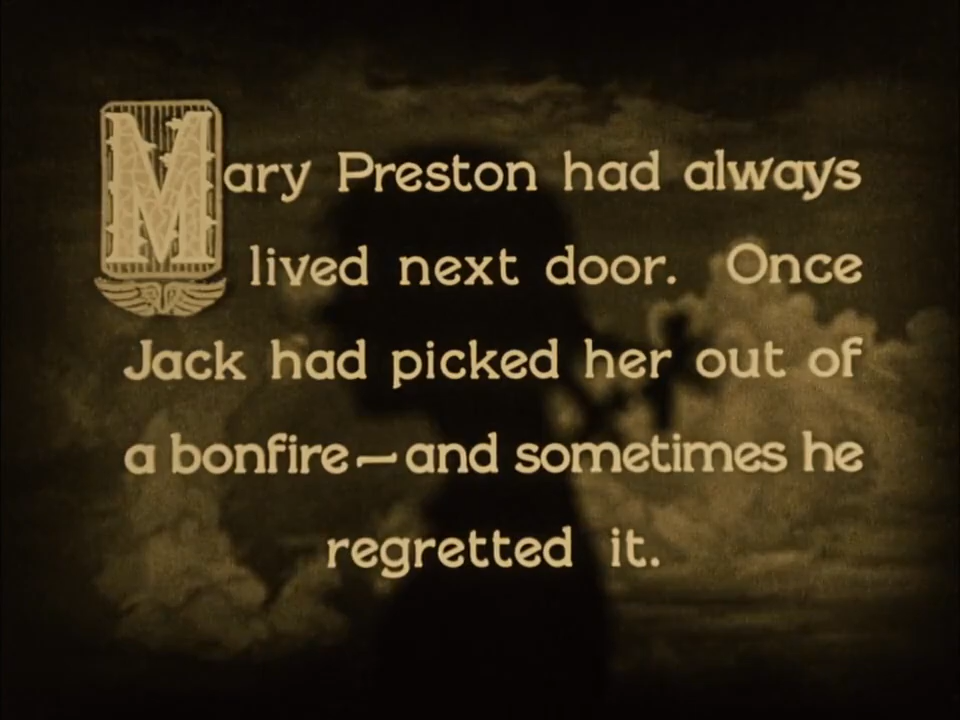 Mary Preston had always
lived next door. Once
Jack had picked her out of
a bonfire—and sometimes he
regretted it.